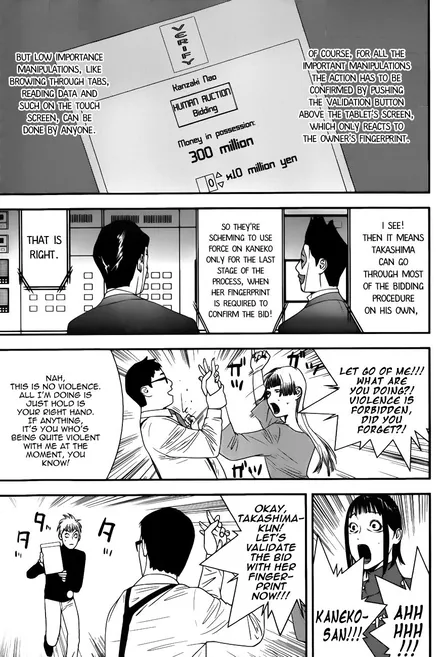 OF COURSE, FOR ALL THE
IMPORTANT MANIPULATIONS
THE ACTION HAS TO BE
CONFIRMED BY PUSHING
THE VALIDATION BUTTON
ABOVE THE TABLET'S SCREEN,
WHICH ONLY REACTS TO
THE OWNER'S FINGERPRINT.
VERIFY
Kanzaki Nao
HUMAN AUCTION
Bidding
Money in possession:
300 million
0 x10 million yen
BUT LOW IMPORTANCE
MANIPULATIONS, LIKE
BROWING THROUGH TABS,
READING DATA AND
SUCH ON THE TOUCH
SCREEN, CAN BE
DONE BY ANYONE.
I SEE!
THEN IT MEANS
TAKASHIMA
CAN GO
THROUGH MOST
OF THE BIDDING
PROCEDURE
ON HIS OWN,
SO THEY'RE
SCHEMING TO USE
FORCE ON KANEKO
ONLY FOR THE LAST
STAGE OF THE
PROCESS, WHEN HER
FINGERPRINT
IS REQUIRED TO
CONFIRM THE BID!
THAT IS
RIGHT.
LET GO OF ME!!!
WHAT ARE
YOU DOING?!
VIOLENCE IS
FORBIDDEN,
DID YOU
FORGET?!
NAH,
THIS IS NO VIOLENCE.
ALL I'M DOING IS
JUST HOLD
YOUR RIGHT HAND.
IF ANYTHING,
IT'S YOU WHO'S
BEING QUITE VIOLENT
WITH ME AT THE
MOMENT, YOU
KNOW!
AHH
HHH
!!!
KANEKO-
SAN!!!
OKAY,
TAKASHIMA-
KUN!
LET'S
VALIDATE
THE BID
WITH HER
FINGER-
PRINT
NOW!!!
ダッ
ダッ